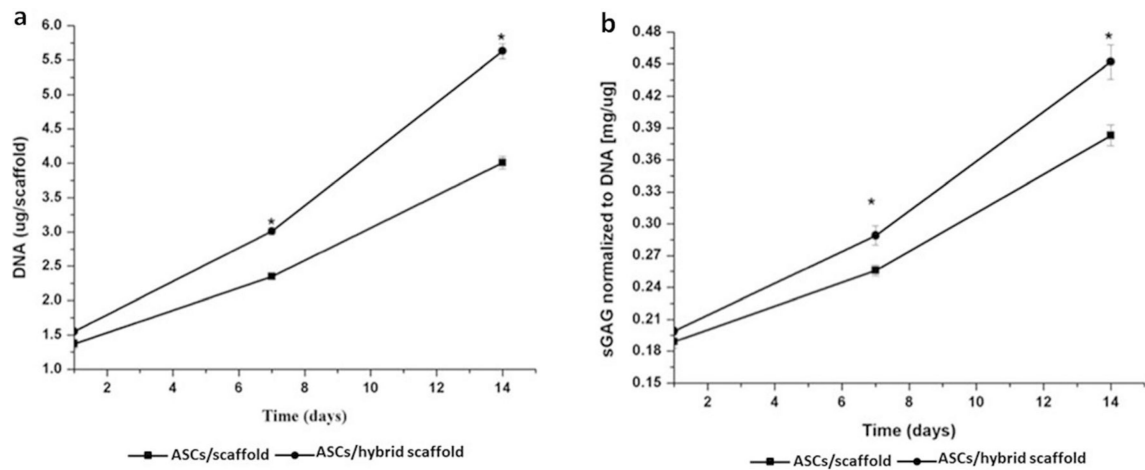 a
DNA (ug/scaffold)
6.0
5.5
5.0
4.5
4.0
3.5
3.0
2.5
2.0
1.5
1.0
*
*
2 4 6 8 10 12 14
Time (days)
ASCs/scaffold ASCs/hybrid scaffold
b
sGAG normalized to DNA [mg/ug]
0.48
0.45
0.42
0.39
0.36
0.33
0.30
0.27
0.24
0.21
0.18
0.15
*
*
2 4 6 8 10 12 14
Time (days)
ASCs/scaffold ASCs/hybrid scaffold